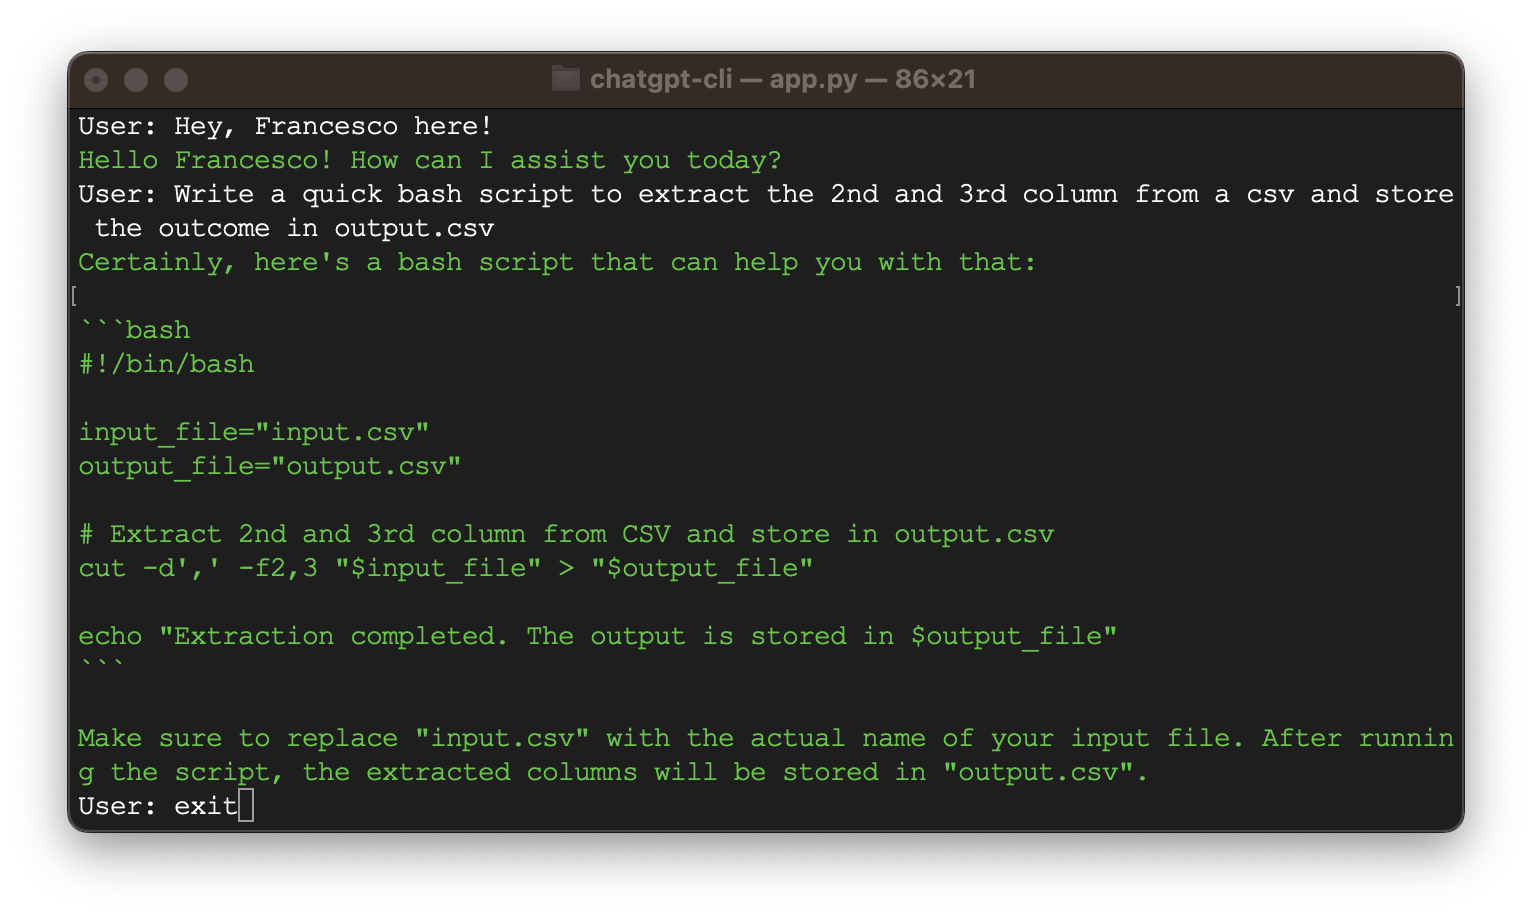 chatgpt-cli — app.py — 86×21
User: Hey, Francesco here!
Hello Francesco! How can I assist you today?
User: Write a quick bash script to extract the 2nd and 3rd column from a csv and store
 the outcome in output.csv
Certainly, here's a bash script that can help you with that:
[ ]
```bash
#!/bin/bash
input_file="input.csv"
output_file="output.csv"
# Extract 2nd and 3rd column from CSV and store in output.csv
cut -d',' -f2,3 "$input_file" > "$output_file"
echo "Extraction completed. The output is stored in $output_file"
```
Make sure to replace "input.csv" with the actual name of your input file. After runnin
g the script, the extracted columns will be stored in "output.csv".
User: exit